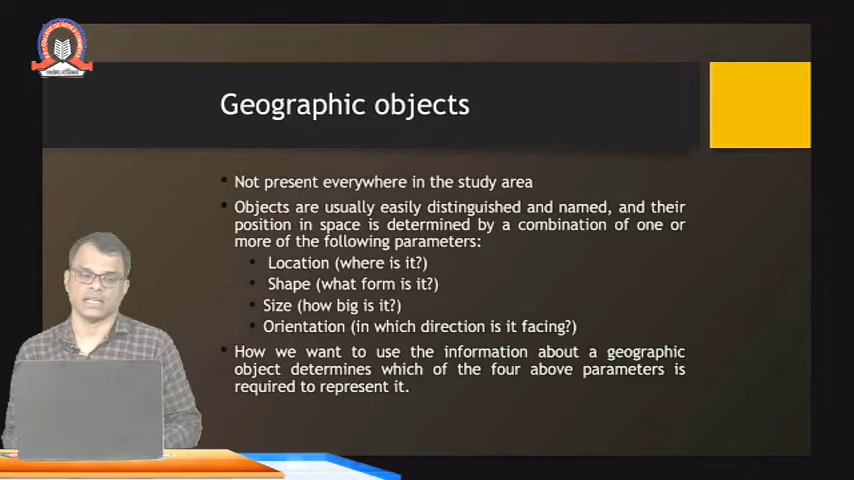 Geographic objects
Not present everywhere in the study area
Objects are usually easily distinguished and named, and their
position in space is determined by a combination of one or
more of the following parameters:
Location (where is it?)
Shape (what form is it?)
Size (how big is it?)
Orientation (in which direction is it facing?)
How we want to use the information about a geographic
object determines which of the four above parameters is
required to represent it.